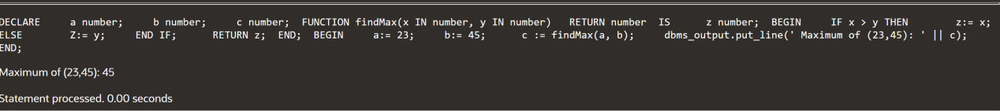 DECLARE     a number;     b number;     c number;  FUNCTION findMax(x IN number, y IN number)   RETURN number  IS      z number;  BEGIN     IF x > y THEN        z:= x;
ELSE        Z:= y;     END IF;      RETURN z;  END;  BEGIN     a:= 23;     b:= 45;      c := findMax(a, b);     dbms_output.put_line(' Maximum of (23,45): ' || c);
END;
Maximum of (23,45): 45
Statement processed. 0.00 seconds